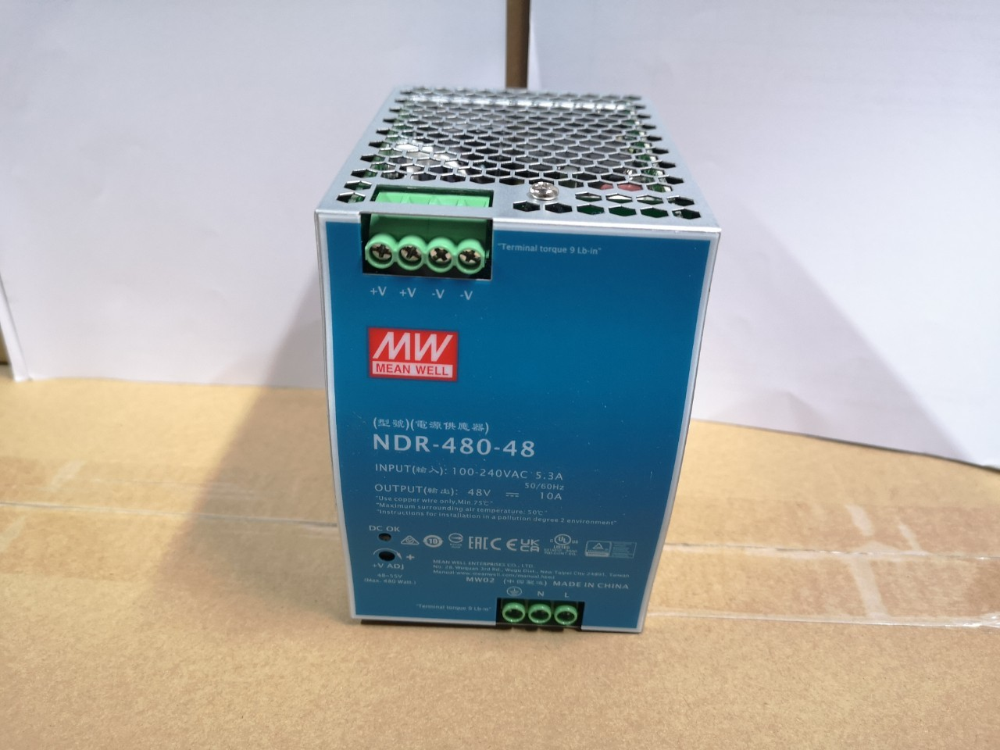 "Terminal torque 9 Lb-in"
+V +V -V -V
MW
MEAN WELL
(型號)(電源供應器)
NDR-480-48
INPUT(輸入): 100-240VAC 5.3A
50/60Hz
OUTPUT(輸出): 48V ⎓ 10A
"Use copper wire only,Min.75℃"
"Maximum surrounding air temperature: 50℃"
"Instructions for installation in a pollution degree 2 environment"
DC OK
10
EAC CE UK CA
c UL us
LISTED
+
+V ADJ
48~55V
(Max. 480 Watt.)
MEAN WELL ENTERPRISES CO., LTD.
No. 28, Wuquan 3rd Rd., Wugu Dist., New Taipei City 24891, Taiwan
Manual:www.meanwell.com/manual.html
MW02 (中國製造) MADE IN CHINA
N L
"Terminal torque 9 Lb-in"